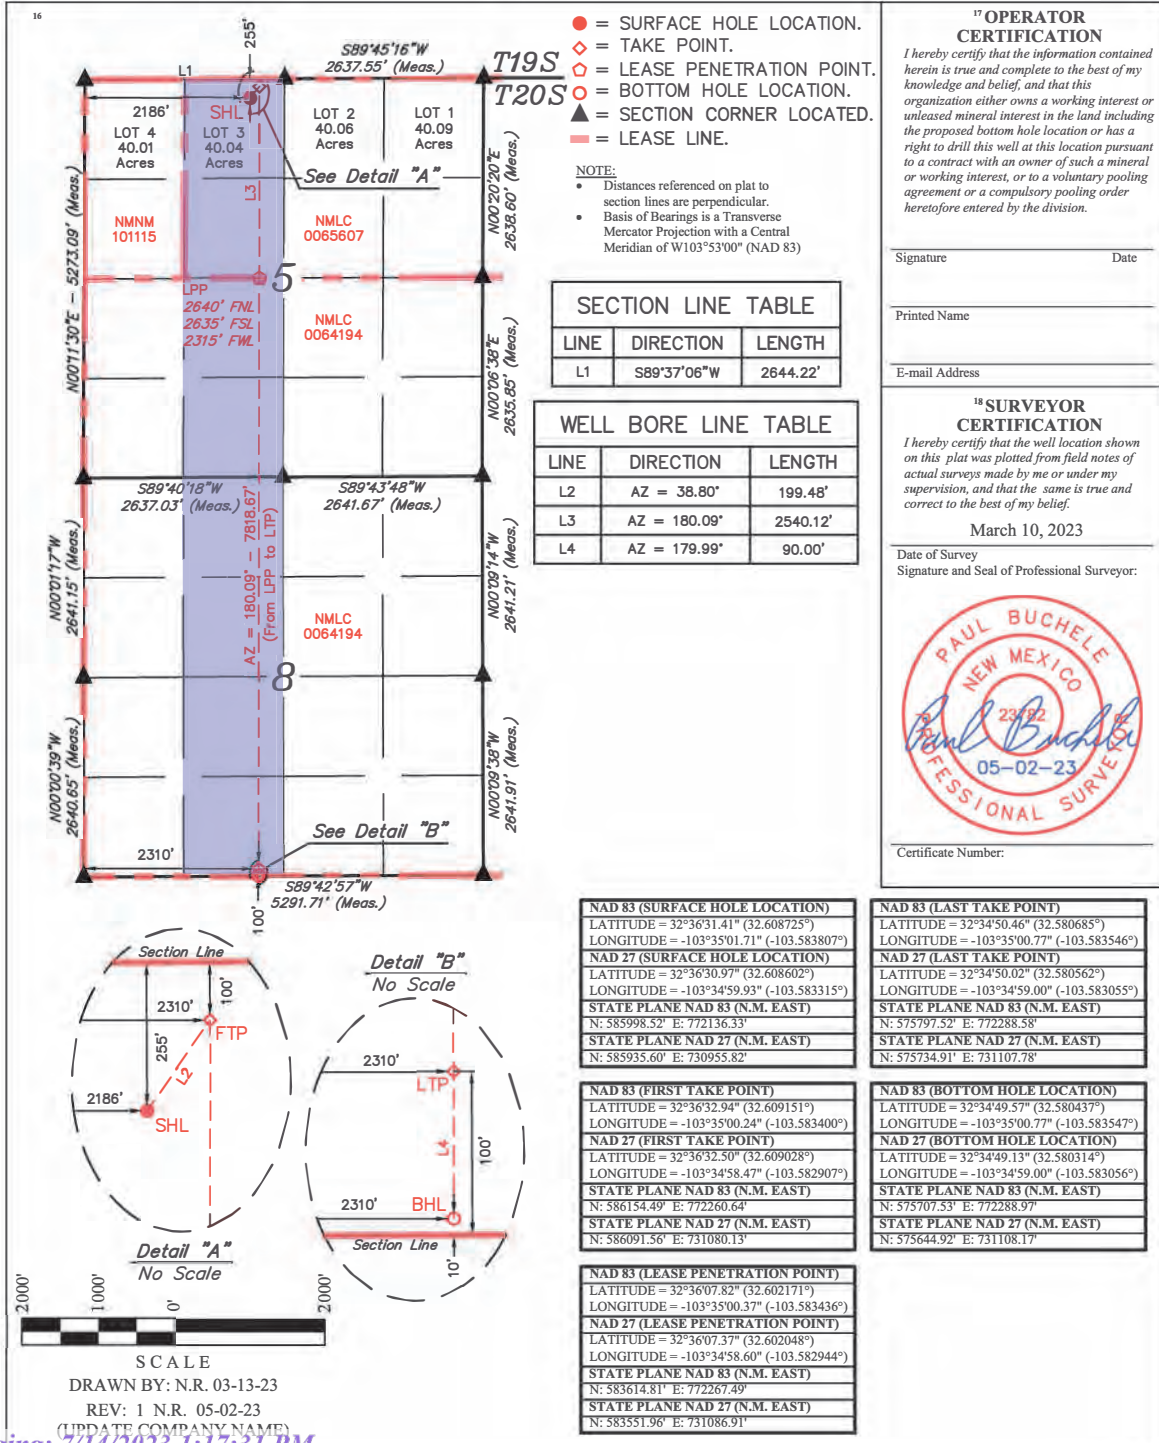 16
255'
S89°45'16"W
2637.55' (Meas.)
T19S
T20S
L1
2186'
SHL
LOT 4
40.01
Acres
LOT 3
40.04
Acres
LOT 2
40.06
Acres
LOT 1
40.09
Acres
See Detail "A"
L3
NMNM
101115
NMLC
0065607
5
LPP
2640' FNL
2635' FSL
2315' FWL
NMLC
0064194
N00°11'30"E - 5273.09' (Meas.)
N00°20'20"E
2638.60' (Meas.)
N00°06'38"E
2635.85' (Meas.)
S89°40'18"W
2637.03' (Meas.)
S89°43'48"W
2641.67' (Meas.)
N00°01'17"W
2641.15' (Meas.)
AZ = 180.09° - 7818.67'
(From LPP to LTP)
N00°09'14"W
2641.21' (Meas.)
NMLC
0064194
8
N00°00'39"W
2640.65' (Meas.)
N00°09'38"W
2641.91' (Meas.)
See Detail "B"
2310'
S89°42'57"W
5291.71' (Meas.)
100'
= SURFACE HOLE LOCATION.
= TAKE POINT.
= LEASE PENETRATION POINT.
= BOTTOM HOLE LOCATION.
= SECTION CORNER LOCATED.
= LEASE LINE.
NOTE:
• Distances referenced on plat to
section lines are perpendicular.
• Basis of Bearings is a Transverse
Mercator Projection with a Central
Meridian of W103°53'00" (NAD 83)
SECTION LINE TABLE
LINE DIRECTION LENGTH
L1 S89°37'06"W 2644.22'
WELL BORE LINE TABLE
LINE DIRECTION LENGTH
L2 AZ = 38.80° 199.48'
L3 AZ = 180.09° 2540.12'
L4 AZ = 179.99° 90.00'
17 OPERATOR
CERTIFICATION
I hereby certify that the information contained
herein is true and complete to the best of my
knowledge and belief, and that this
organization either owns a working interest or
unleased mineral interest in the land including
the proposed bottom hole location or has a
right to drill this well at this location pursuant
to a contract with an owner of such a mineral
or working interest, or to a voluntary pooling
agreement or a compulsory pooling order
heretofore entered by the division.
Signature Date
Printed Name
E-mail Address
18 SURVEYOR
CERTIFICATION
I hereby certify that the well location shown
on this plat was plotted from field notes of
actual surveys made by me or under my
supervision, and that the same is true and
correct to the best of my belief.
March 10, 2023
Date of Survey
Signature and Seal of Professional Surveyor:
PAUL BUCHELE
NEW MEXICO
23782
Paul Buchele
05-02-23
PROFESSIONAL SURVEYOR
Certificate Number:
Detail "A"
Section Line
100'
2310'
FTP
255'
L2
2186'
SHL
Detail "A"
No Scale
Detail "B"
No Scale
2310'
LTP
L4
100'
2310'
BHL
Section Line
10'
NAD 83 (SURFACE HOLE LOCATION)
LATITUDE = 32°36'31.41" (32.608725°)
LONGITUDE = -103°35'01.71" (-103.583807°)
NAD 27 (SURFACE HOLE LOCATION)
LATITUDE = 32°36'30.97" (32.608602°)
LONGITUDE = -103°34'59.93" (-103.583315°)
STATE PLANE NAD 83 (N.M. EAST)
N: 585998.52' E: 772136.33'
STATE PLANE NAD 27 (N.M. EAST)
N: 585935.60' E: 730955.82'
NAD 83 (LAST TAKE POINT)
LATITUDE = 32°34'50.46" (32.580685°)
LONGITUDE = -103°35'00.77" (-103.583546°)
NAD 27 (LAST TAKE POINT)
LATITUDE = 32°34'50.02" (32.580562°)
LONGITUDE = -103°34'59.00" (-103.583055°)
STATE PLANE NAD 83 (N.M. EAST)
N: 575797.52' E: 772288.58'
STATE PLANE NAD 27 (N.M. EAST)
N: 575734.91' E: 731107.78'
NAD 83 (FIRST TAKE POINT)
LATITUDE = 32°36'32.94" (32.609151°)
LONGITUDE = -103°35'00.24" (-103.583400°)
NAD 27 (FIRST TAKE POINT)
LATITUDE = 32°36'32.50" (32.609028°)
LONGITUDE = -103°34'58.47" (-103.582907°)
STATE PLANE NAD 83 (N.M. EAST)
N: 586154.49' E: 772260.64'
STATE PLANE NAD 27 (N.M. EAST)
N: 586091.56' E: 731080.13'
NAD 83 (BOTTOM HOLE LOCATION)
LATITUDE = 32°34'49.57" (32.580437°)
LONGITUDE = -103°35'00.77" (-103.583547°)
NAD 27 (BOTTOM HOLE LOCATION)
LATITUDE = 32°34'49.13" (32.580314°)
LONGITUDE = -103°34'59.00" (-103.583056°)
STATE PLANE NAD 83 (N.M. EAST)
N: 575707.53' E: 772288.97'
STATE PLANE NAD 27 (N.M. EAST)
N: 575644.92' E: 731108.17'
NAD 83 (LEASE PENETRATION POINT)
LATITUDE = 32°36'07.82" (32.602171°)
LONGITUDE = -103°35'00.37" (-103.583436°)
NAD 27 (LEASE PENETRATION POINT)
LATITUDE = 32°36'07.37" (32.602048°)
LONGITUDE = -103°34'58.60" (-103.582944°)
STATE PLANE NAD 83 (N.M. EAST)
N: 583614.81' E: 772267.49'
STATE PLANE NAD 27 (N.M. EAST)
N: 583551.96' E: 731086.91'
2000' 1000' 0' 2000'
SCALE
DRAWN BY: N.R. 03-13-23
REV: 1 N.R. 05-02-23
(UPDATE COMPANY NAME)
7/14/2023 1:17:31 PM